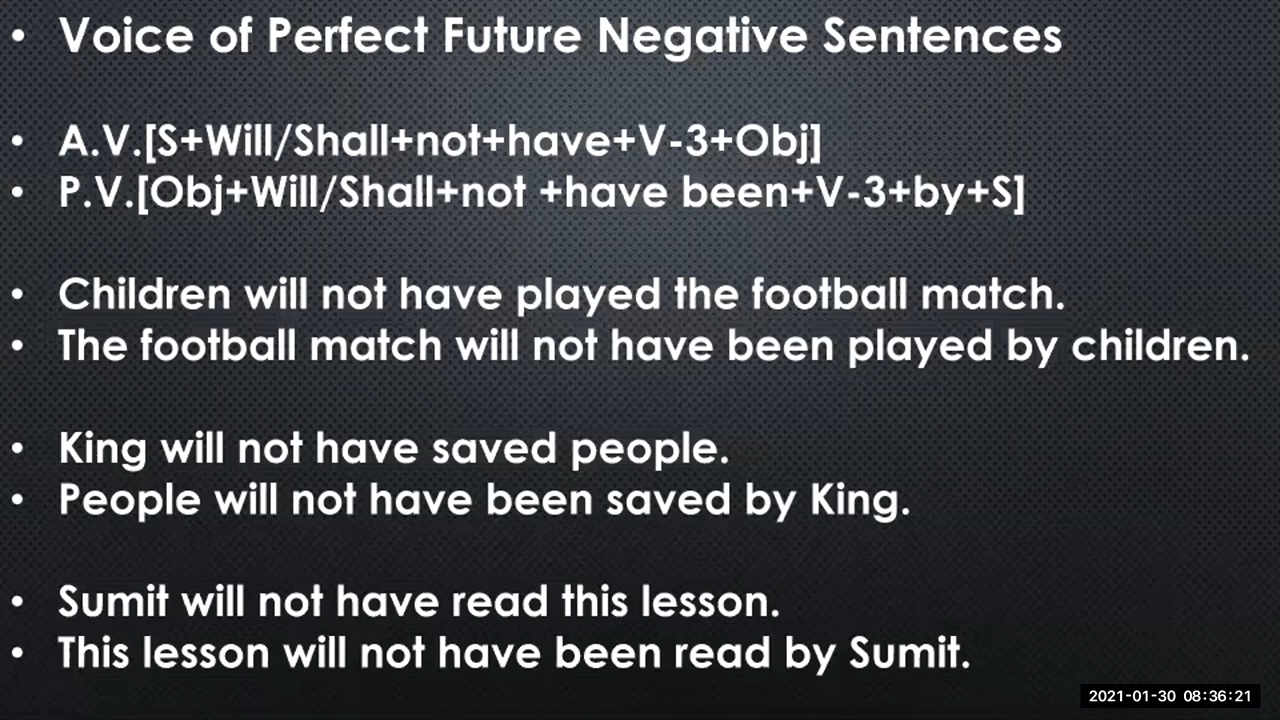 • Voice of Perfect Future Negative Sentences
• A.V.[S+Will/Shall+not+have+V-3+Obj]
• P.V.[Obj+Will/Shall+not +have been+V-3+by+S]
• Children will not have played the football match.
• The football match will not have been played by children.
• King will not have saved people.
• People will not have been saved by King.
• Sumit will not have read this lesson.
• This lesson will not have been read by Sumit.
2021-01-30 08:36:21